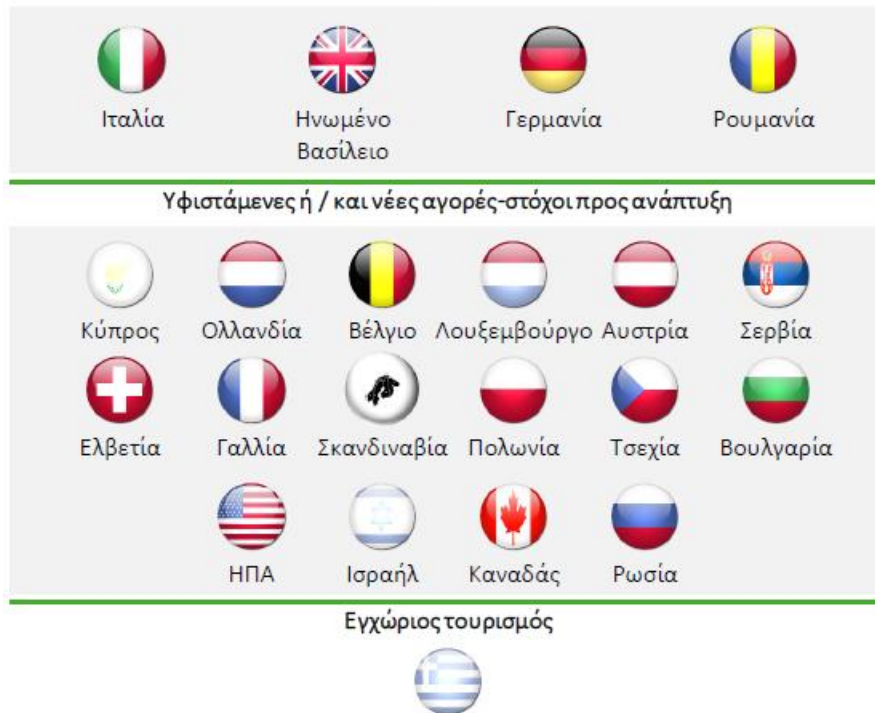 Ιταλία Ηνωμένο Βασίλειο Γερμανία Ρουμανία
Υφιστάμενες ή / και νέες αγορές-στόχοι προς ανάπτυξη
Κύπρος Ολλανδία Βέλγιο Λουξεμβούργο Αυστρία Σερβία
Ελβετία Γαλλία Σκανδιναβία Πολωνία Τσεχία Βουλγαρία
ΗΠΑ Ισραήλ Καναδάς Ρωσία
Εγχώριος τουρισμός